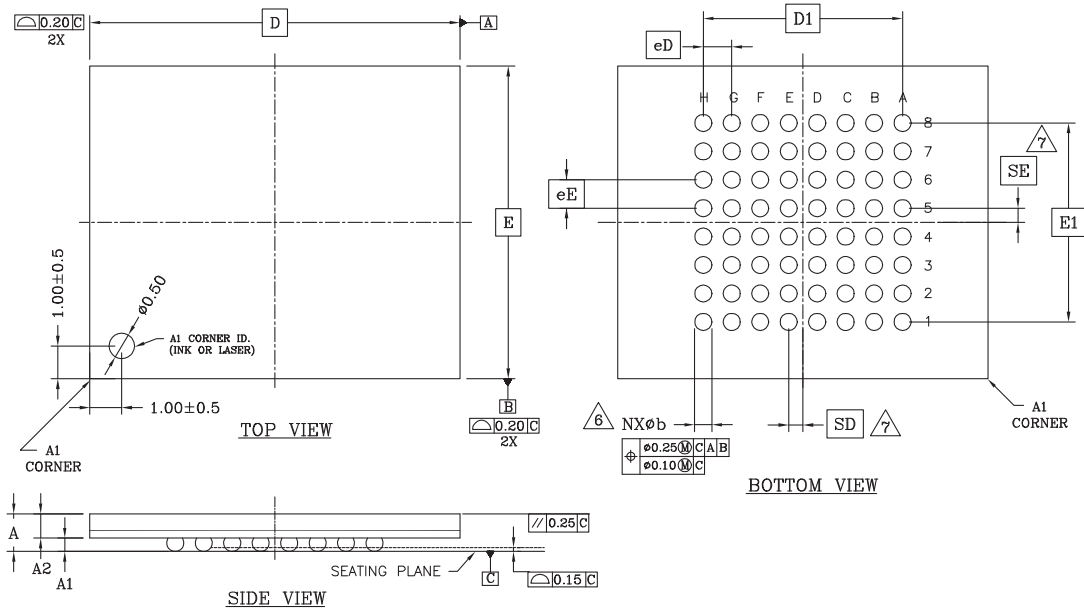 ⌓ 0.20 C
2X
D
A
E
1.00±0.5
ø0.50
A1 CORNER ID.
(INK OR LASER)
1.00±0.5
A1
CORNER
TOP VIEW
B
⌓ 0.20 C
2X
D1
eD
H G F E D C B A
8
7
6
5
4
3
2
1
7
SE
eE
E1
6 NXøb
⌖ ø0.25Ⓜ C A B
ø0.10Ⓜ C
SD 7
A1
CORNER
BOTTOM VIEW
A
A2
A1
// 0.25 C
SEATING PLANE
C
⌓ 0.15 C
SIDE VIEW